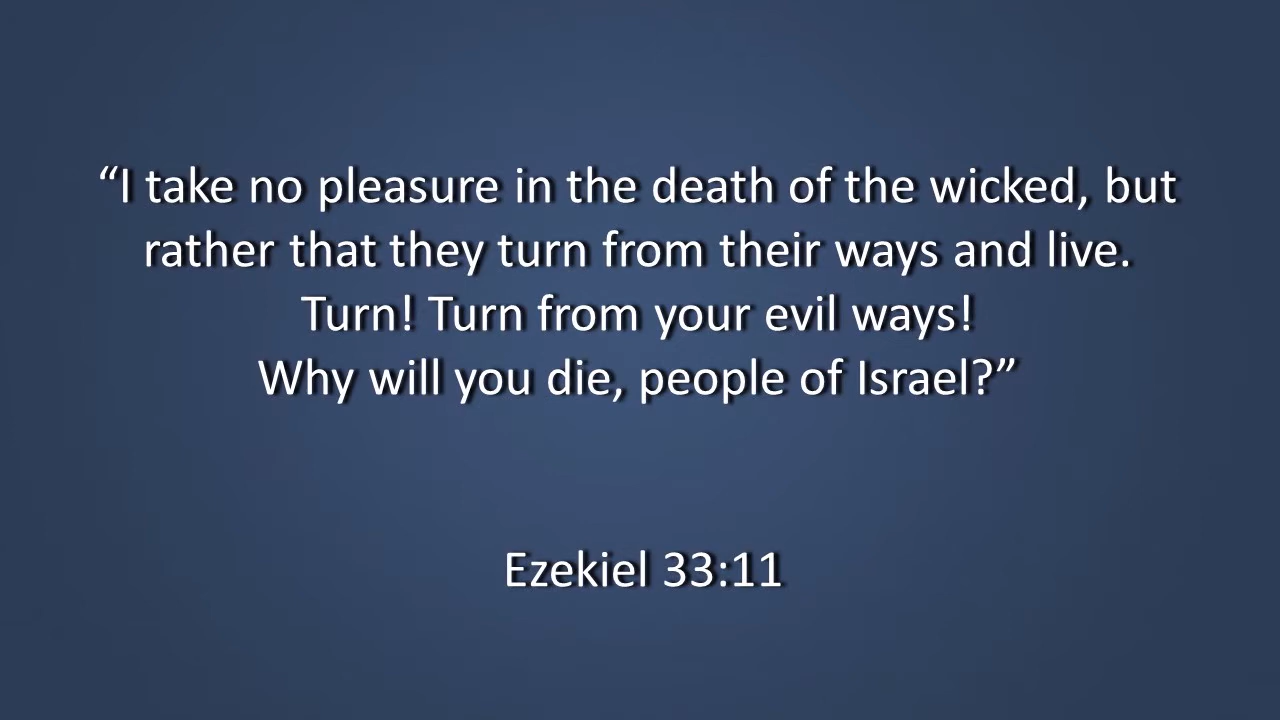 “I take no pleasure in the death of the wicked, but
rather that they turn from their ways and live.
Turn! Turn from your evil ways!
Why will you die, people of Israel?”
Ezekiel 33:11